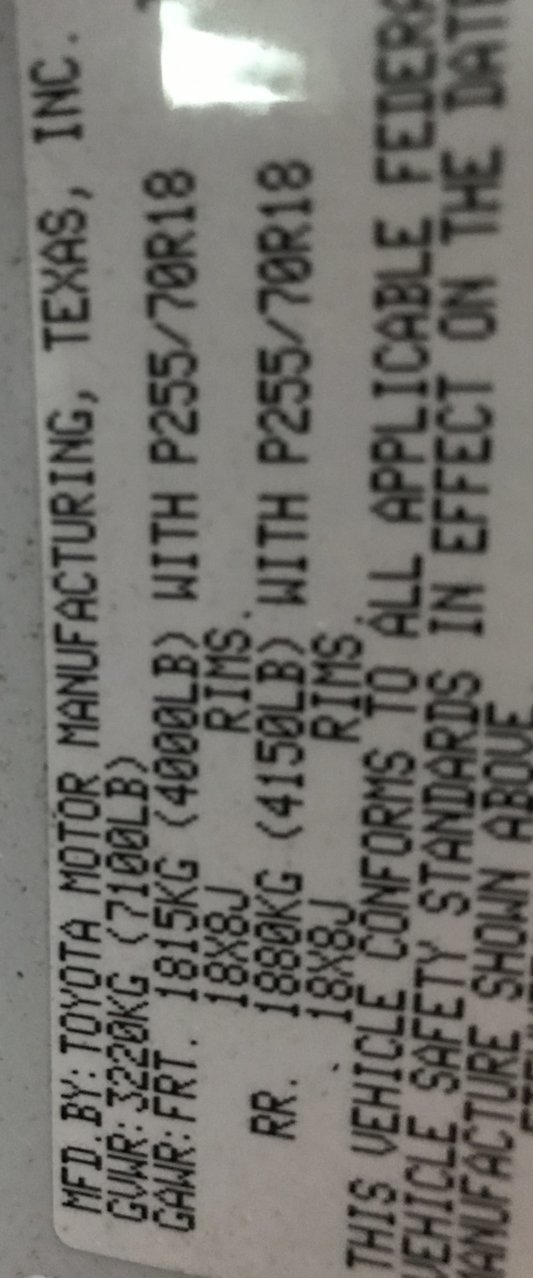 MFD.BY: TOYOTA MOTOR MANUFACTURING, TEXAS, INC.
GVWR: 3220KG (7100LB)
GAWR: FRT. 1815KG (4000LB) WITH P255/70R18
18X8J RIMS.
RR. 1880KG (4150LB) WITH P255/70R18
18X8J RIMS.
THIS VEHICLE CONFORMS TO ALL APPLICABLE FEDERA
VEHICLE SAFETY STANDARDS IN EFFECT ON THE DATE
MANUFACTURE SHOWN ABOVE.